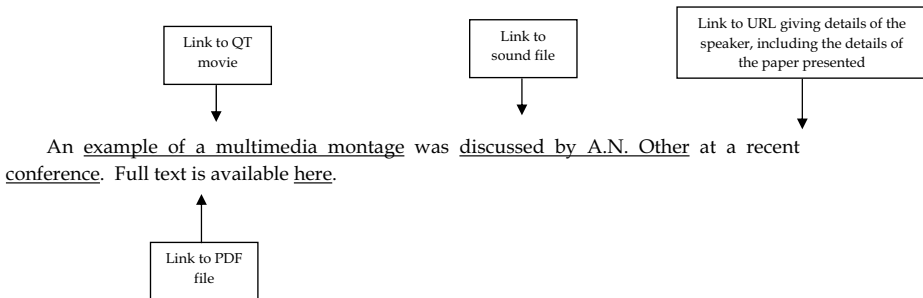 Link to QT
movie
Link to
sound file
Link to URL giving details of the
speaker, including the details of
the paper presented
An example of a multimedia montage was discussed by A.N. Other at a recent
conference. Full text is available here.
Link to PDF
file